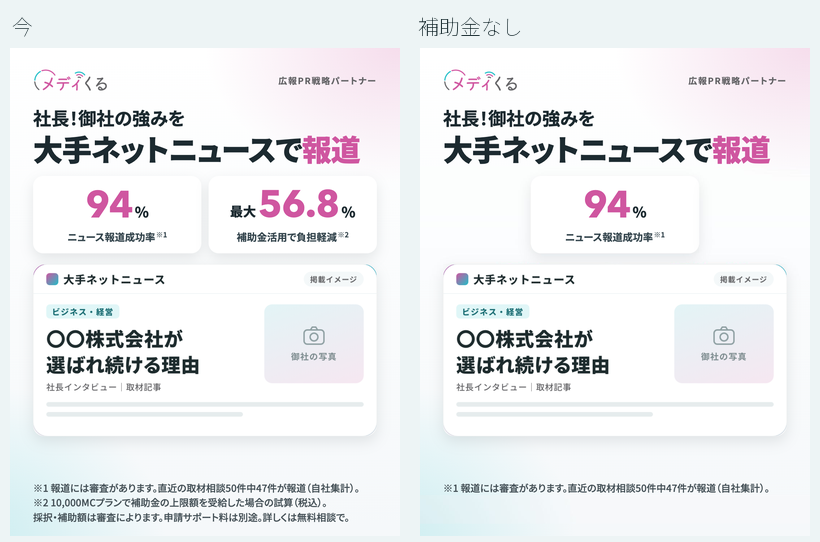 今
メディくる
広報PR戦略パートナー
社長！御社の強みを
大手ネットニュースで報道
94%
ニュース報道成功率※1
最大56.8%
補助金活用で負担軽減※2
大手ネットニュース
掲載イメージ
ビジネス・経営
〇〇株式会社が
選ばれ続ける理由
社長インタビュー｜取材記事
御社の写真
※1 報道には審査があります。直近の取材相談50件中47件が報道（自社集計）。
※2 10,000MCプランで補助金の上限額を受給した場合の試算（税込）。
採択・補助額は審査によります。申請サポート料は別途。詳しくは無料相談で。
補助金なし
メディくる
広報PR戦略パートナー
社長！御社の強みを
大手ネットニュースで報道
94%
ニュース報道成功率※1
大手ネットニュース
掲載イメージ
ビジネス・経営
〇〇株式会社が
選ばれ続ける理由
社長インタビュー｜取材記事
御社の写真
※1 報道には審査があります。直近の取材相談50件中47件が報道（自社集計）。